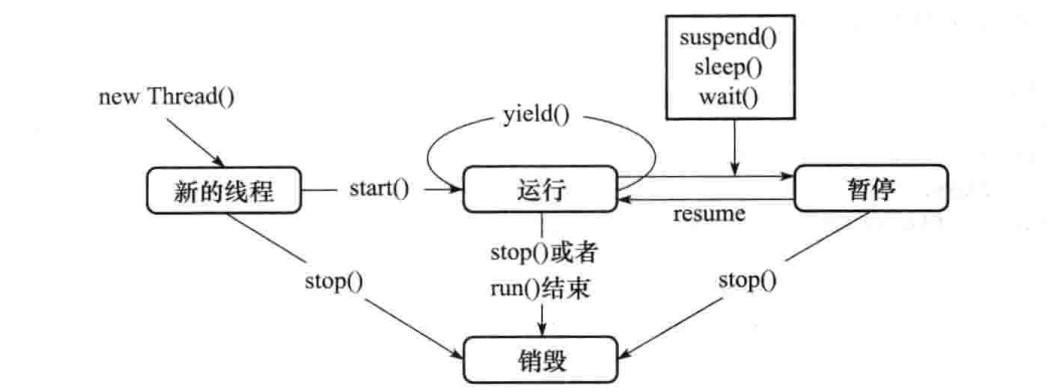 suspend()
sleep()
wait()
new Thread()
yield()
新的线程
start()
运行
暂停
resume
stop()或者
run()结束
stop()
stop()
销毁